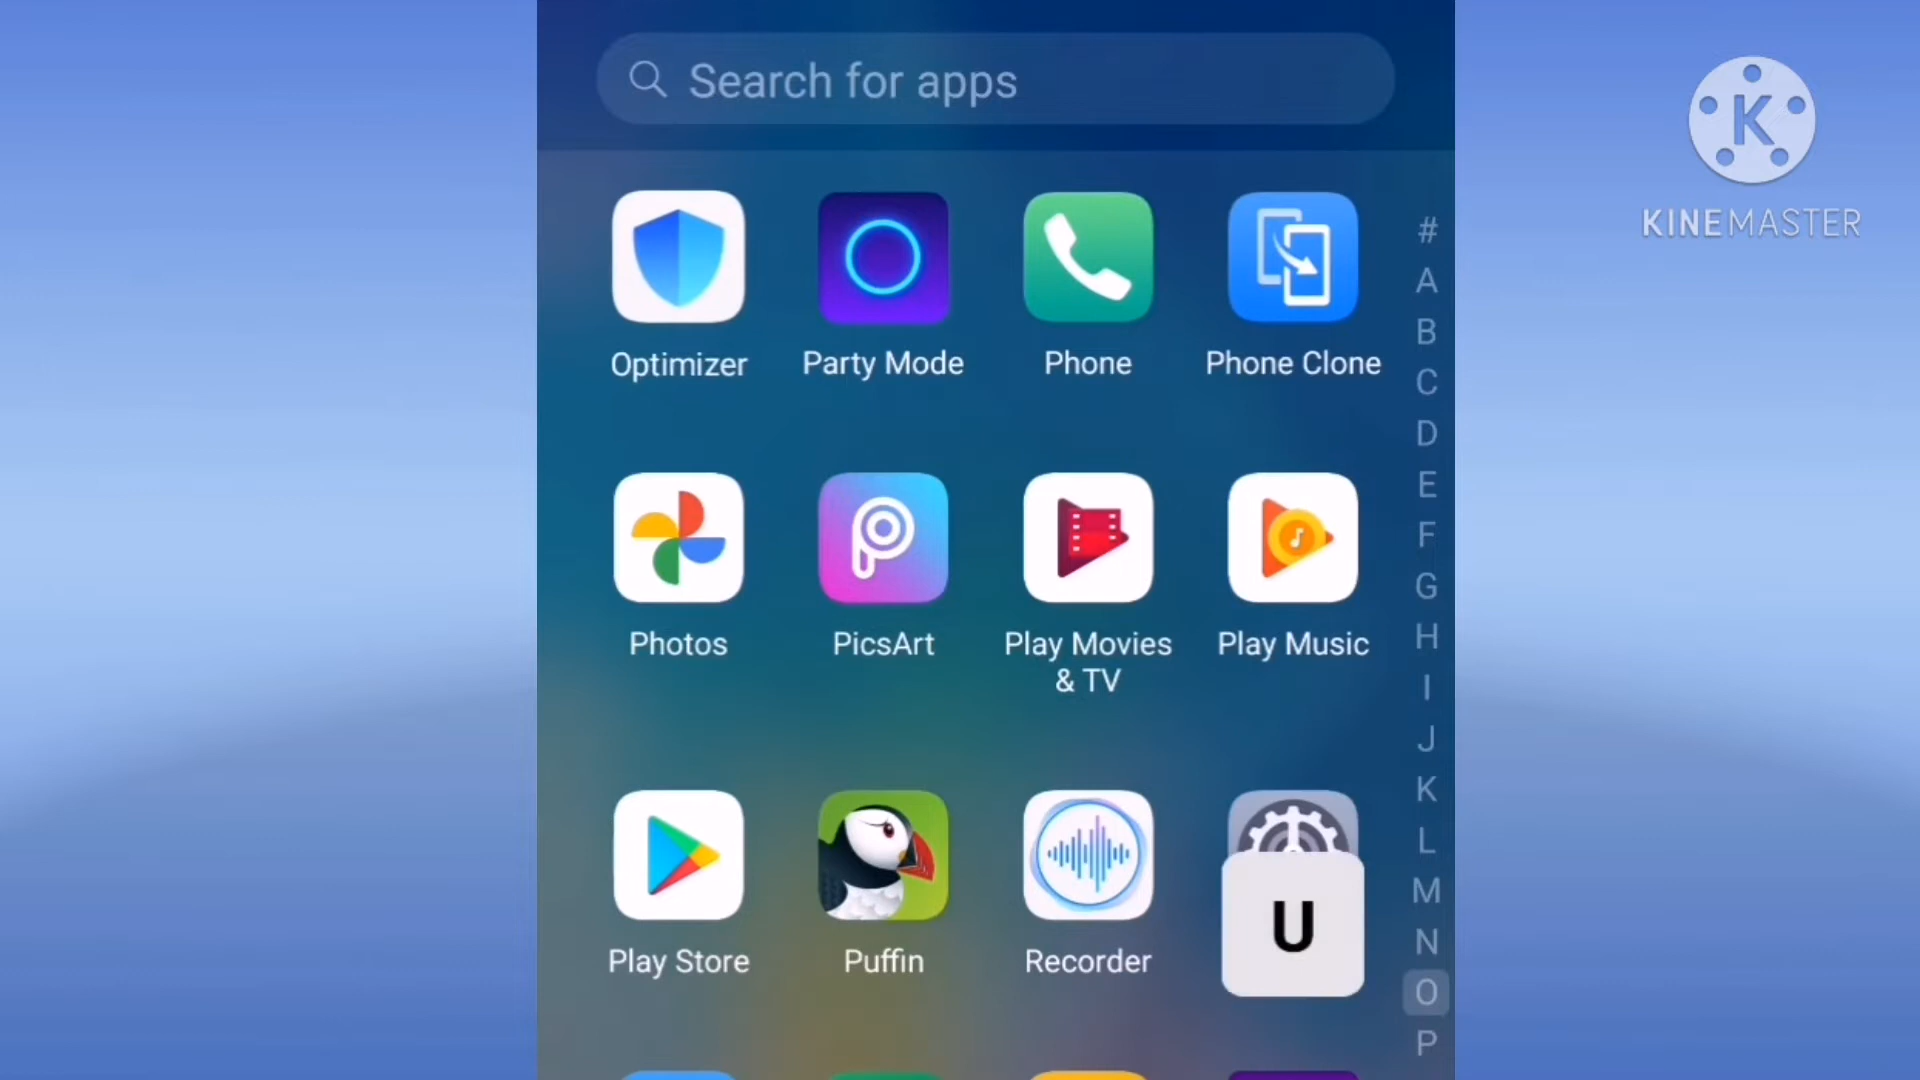 Search for apps
K
KINEMASTER
Optimizer
Party Mode
Phone
Phone Clone
Photos
PicsArt
Play Movies
& TV
Play Music
Play Store
Puffin
Recorder
U
#
A
B
C
D
E
F
G
H
I
J
K
L
M
N
O
P